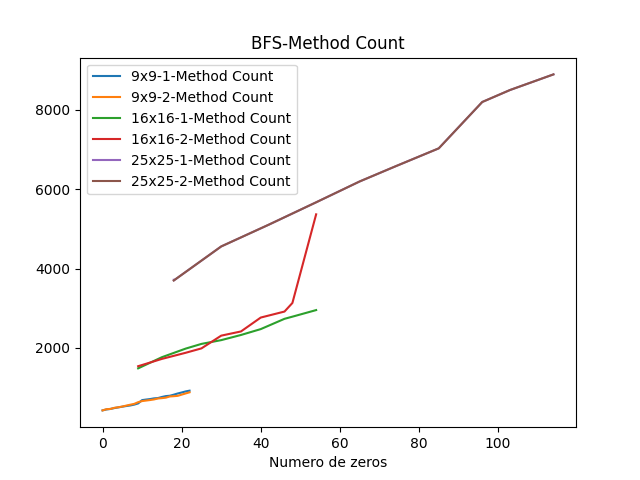 BFS-Method Count
9x9-1-Method Count
9x9-2-Method Count
16x16-1-Method Count
16x16-2-Method Count
25x25-1-Method Count
25x25-2-Method Count
8000
6000
4000
2000
0 20 40 60 80 100
Numero de zeros